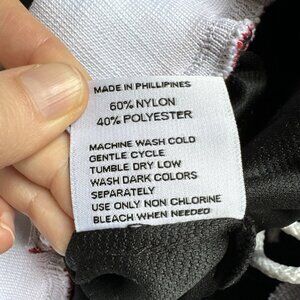 MADE IN PHILLIPINES
60% NYLON
40% POLYESTER
MACHINE WASH COLD
GENTLE CYCLE
TUMBLE DRY LOW
WASH DARK COLORS
SEPARATELY
USE ONLY NON CHLORINE
BLEACH WHEN NEEDED